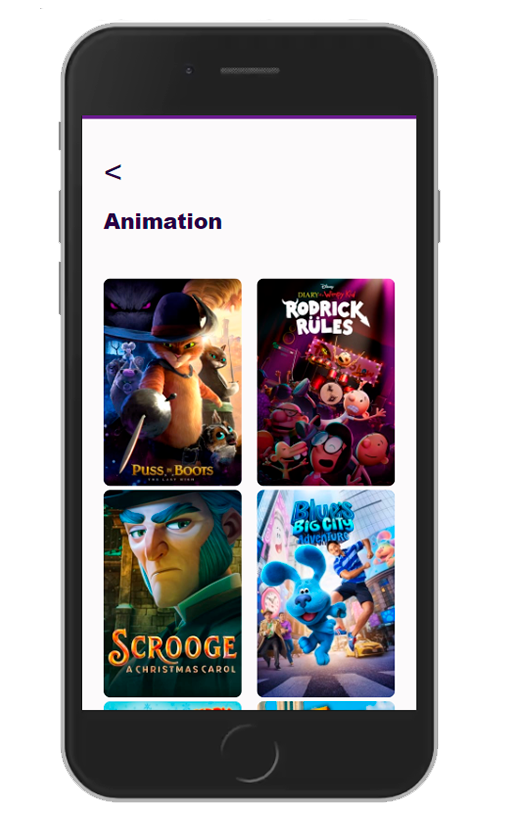 <
Animation
PUSS IN BOOTS
THE LAST WISH
Disney
DIARY of a Wimpy Kid
RODRICK
RULES
SCROOGE
A CHRISTMAS CAROL
Blue's
BIG CITY
Adventure